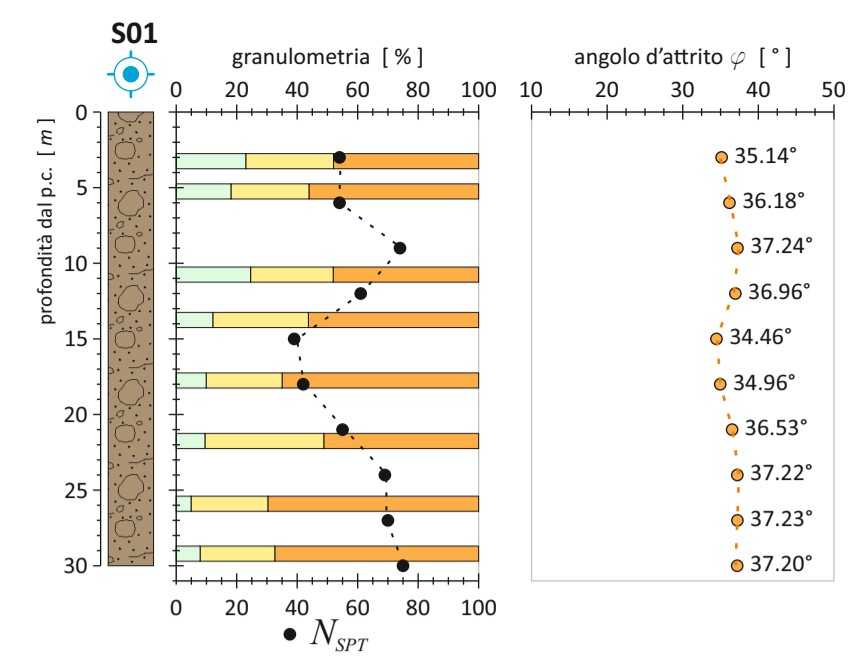 S01
granulometria [ % ]
angolo d’attrito φ [ ° ]
0 20 40 60 80 100
10 20 30 40 50
profondità dal p.c. [ m ]
0
5
10
15
20
25
30
35.14°
36.18°
37.24°
36.96°
34.46°
34.96°
36.53°
37.22°
37.23°
37.20°
0 20 40 60 80 100
N_SPT